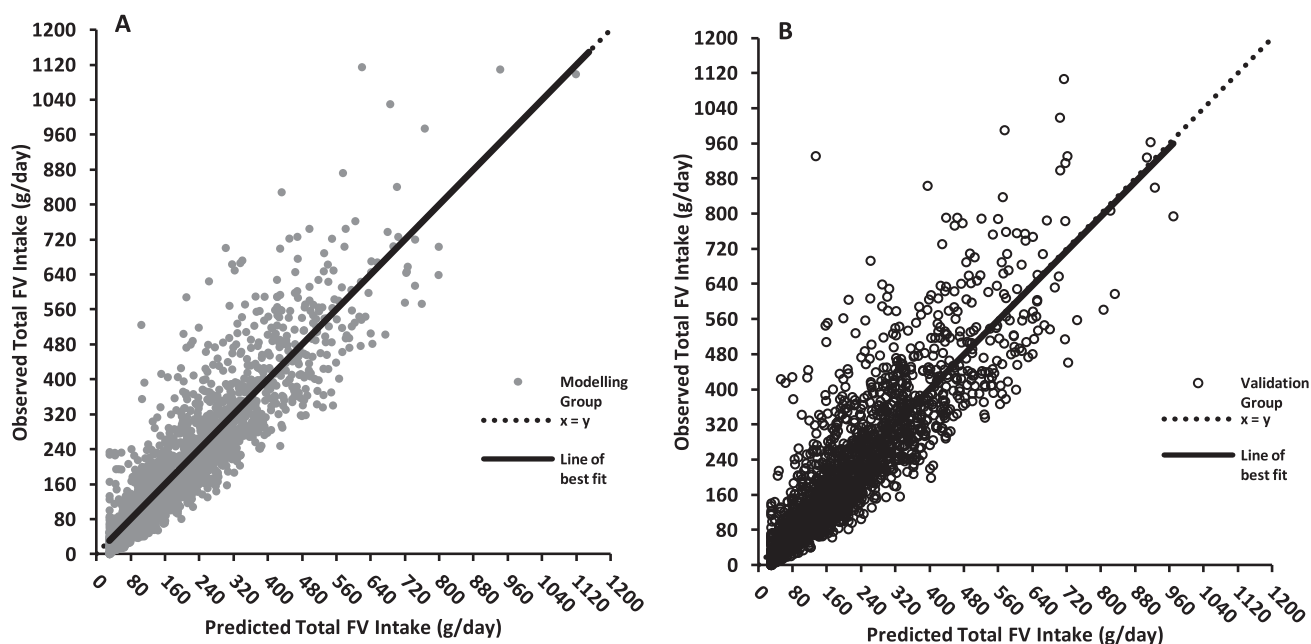 A
1200
1120
1040
960
880
800
720
640
560
480
400
320
240
160
80
0
Observed Total FV Intake (g/day)
0 80 160 240 320 400 480 560 640 720 800 880 960 1040 1120 1200
Predicted Total FV Intake (g/day)
Modelling
Group
x = y
Line of
best fit
B
1200
1120
1040
960
880
800
720
640
560
480
400
320
240
160
80
0
Observed Total FV Intake (g/day)
0 80 160 240 320 400 480 560 640 720 800 880 960 1040 1120 1200
Predicted Total FV Intake (g/day)
Validation
Group
x = y
Line of
best fit